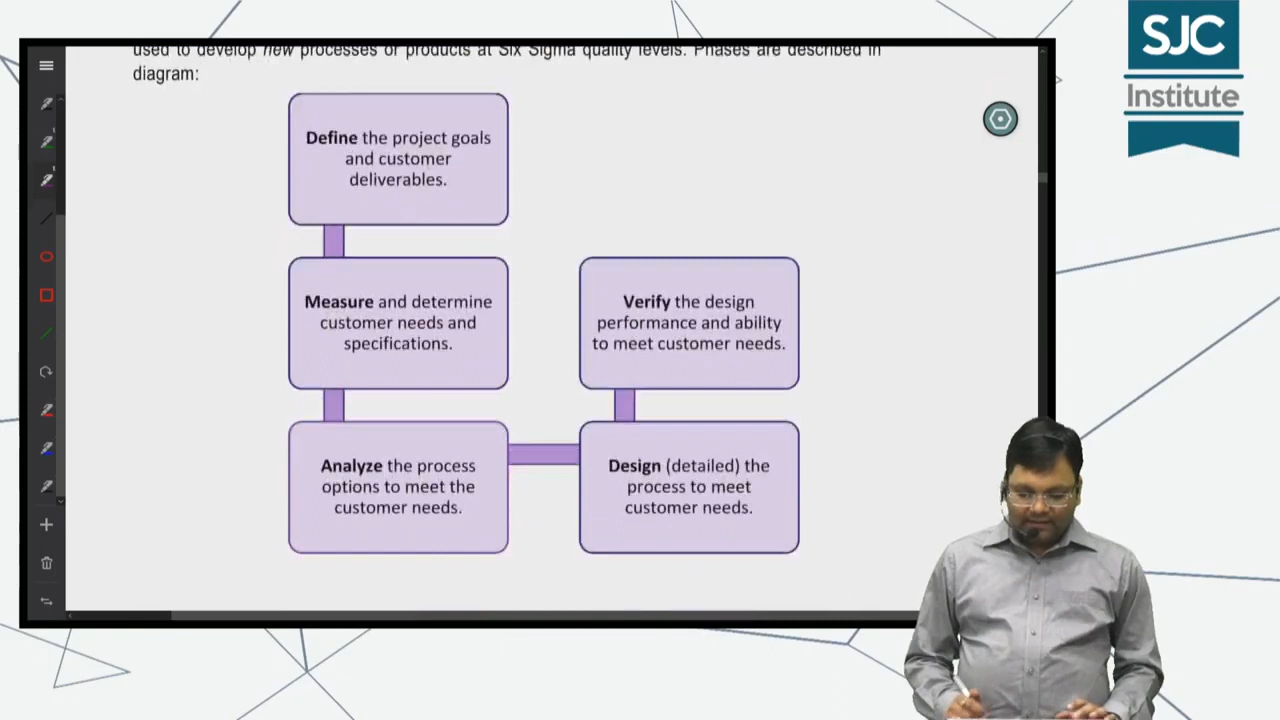 used to develop new processes or products at Six Sigma quality levels. Phases are described in
diagram:
Define the project goals
and customer
deliverables.
Measure and determine
customer needs and
specifications.
Analyze the process
options to meet the
customer needs.
Design (detailed) the
process to meet
customer needs.
Verify the design
performance and ability
to meet customer needs.
SJC
Institute